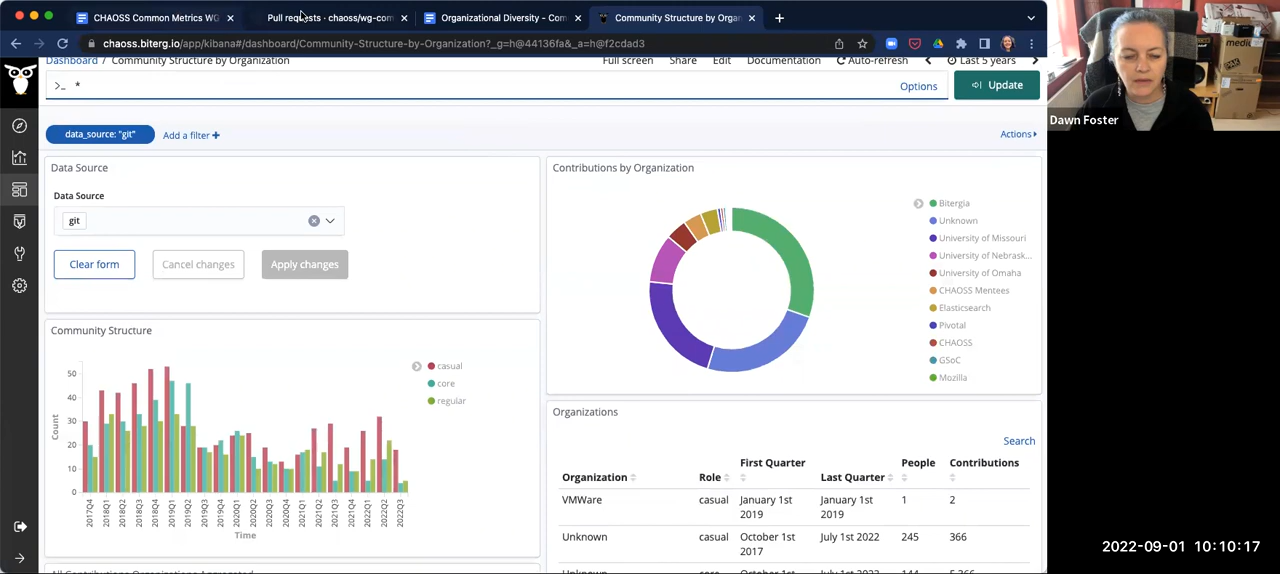 CHAOSS Common Metrics WG
Pull requests · chaoss/wg-com
Organizational Diversity - Com
Community Structure by Organ
chaoss.biterg.io/app/kibana#/dashboard/Community-Structure-by-Organization?_g=h@44136fa&_a=h@f2cdad3
Dashboard / Community Structure by Organization
Full screen Share Edit Documentation Auto-refresh Last 5 years
>_ *
Options
Update
data_source: "git"
Add a filter +
Actions
Data Source
Data Source
git
Clear form
Cancel changes
Apply changes
Contributions by Organization
Bitergia
Unknown
University of Missouri
University of Nebrask...
University of Omaha
CHAOSS Mentees
Elasticsearch
Pivotal
CHAOSS
GSoC
Mozilla
Community Structure
casual
core
regular
50
40
30
20
10
0
Count
2017Q4
2018Q1
2018Q2
2018Q3
2018Q4
2019Q1
2019Q2
2019Q3
2019Q4
2020Q1
2020Q2
2020Q3
2020Q4
2021Q1
2021Q2
2021Q3
2021Q4
2022Q1
2022Q2
2022Q3
Time
Organizations
Search
Organization Role First Quarter Last Quarter People Contributions
VMWare casual January 1st 2019 January 1st 2019 1 2
Unknown casual October 1st 2017 July 1st 2022 245 366
All Contributions Organizations Aggregated
Dawn Foster
2022-09-01 10:10:17